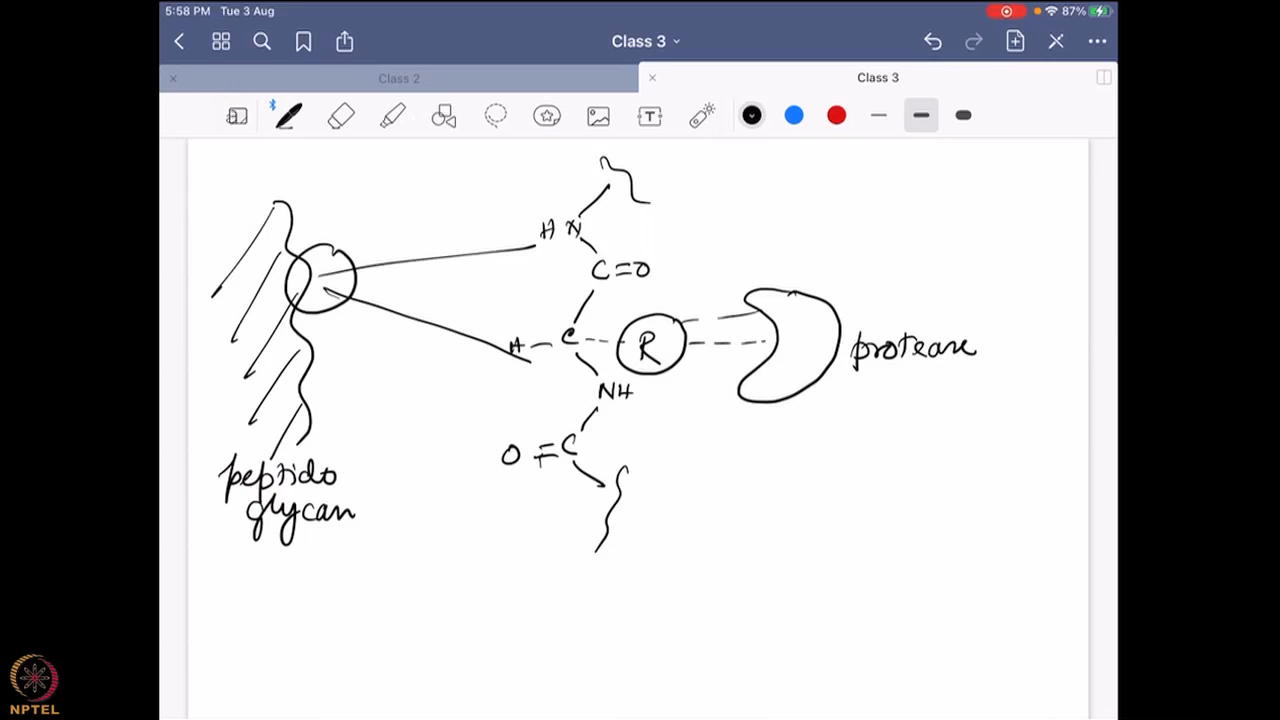 5:58 PM Tue 3 Aug
87%
Class 3
Class 2
Class 3
T
H N
C=O
H C R
protease
NH
O = C
peptido
glycan
NPTEL